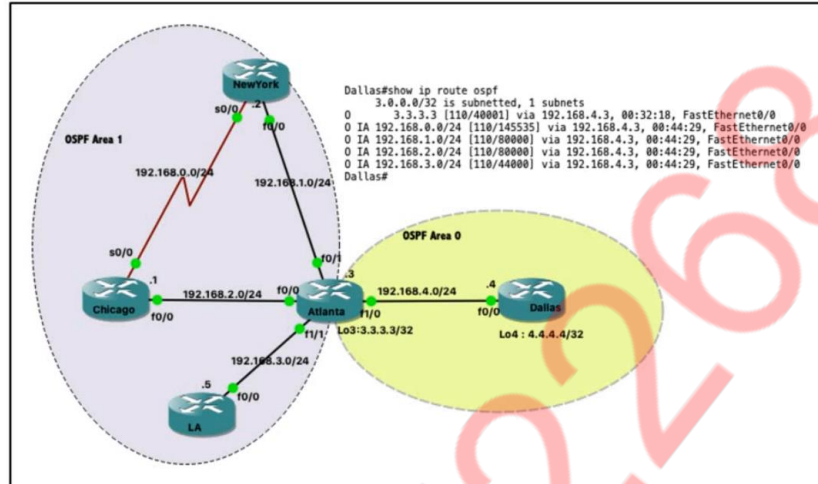 NewYork
s0/0
.2
f0/0
OSPF Area 1
192.168.0.0/24
192.168.1.0/24
s0/0
f0/1
.1
192.168.2.0/24
f0/0
.3
Chicago
f0/0
Atlanta
f1/0
Lo3:3.3.3.3/32
f1/1
192.168.3.0/24
.5
f0/0
LA
Dallas#show ip route ospf
3.0.0.0/32 is subnetted, 1 subnets
O 3.3.3.3 [110/40001] via 192.168.4.3, 00:32:18, FastEthernet0/0
O IA 192.168.0.0/24 [110/145535] via 192.168.4.3, 00:44:29, FastEthernet0/0
O IA 192.168.1.0/24 [110/80000] via 192.168.4.3, 00:44:29, FastEthernet0/0
O IA 192.168.2.0/24 [110/80000] via 192.168.4.3, 00:44:29, FastEthernet0/0
O IA 192.168.3.0/24 [110/44000] via 192.168.4.3, 00:44:29, FastEthernet0/0
Dallas#
OSPF Area 0
192.168.4.0/24
.4
f0/0
Dallas
Lo4 : 4.4.4.4/32
2268